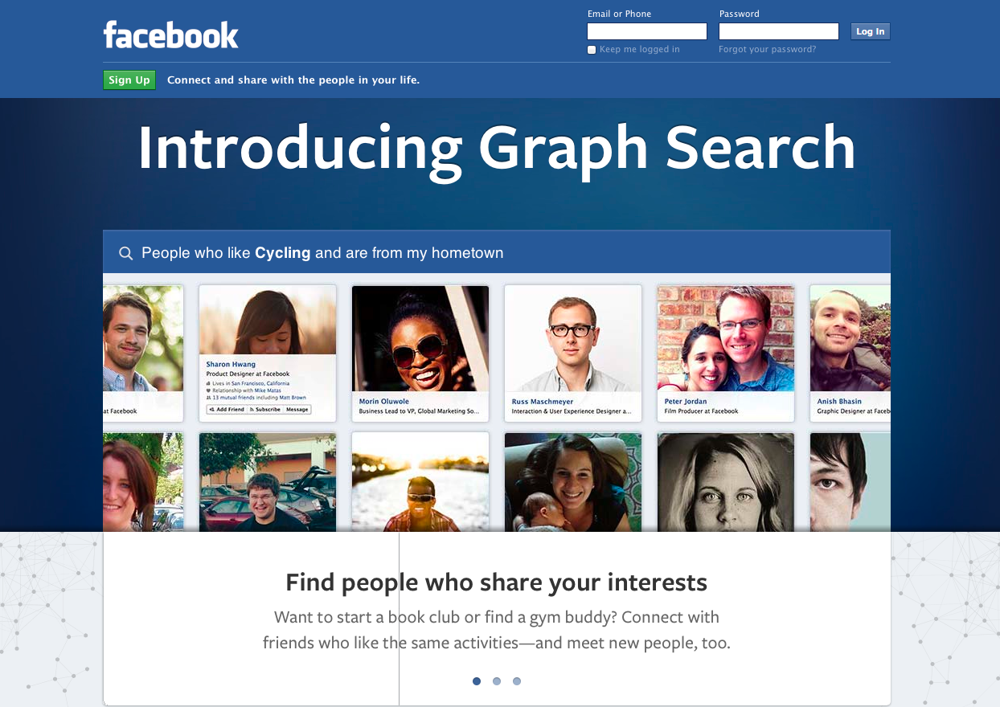 facebook
Email or Phone
Password
Log In
Keep me logged in
Forgot your password?
Sign Up
Connect and share with the people in your life.
Introducing Graph Search
People who like Cycling and are from my hometown
at Facebook
Sharon Hwang
Product Designer at Facebook
Lives in San Francisco, California
Relationship with Mike Matas
13 mutual friends including Matt Brown
Add Friend
Subscribe
Message
Morin Oluwole
Business Lead to VP, Global Marketing So...
Russ Maschmeyer
Interaction & User Experience Designer a...
Peter Jordan
Film Producer at Facebook
Anish Bhasin
Graphic Designer at Faceb
Find people who share your interests
Want to start a book club or find a gym buddy? Connect with
friends who like the same activities—and meet new people, too.